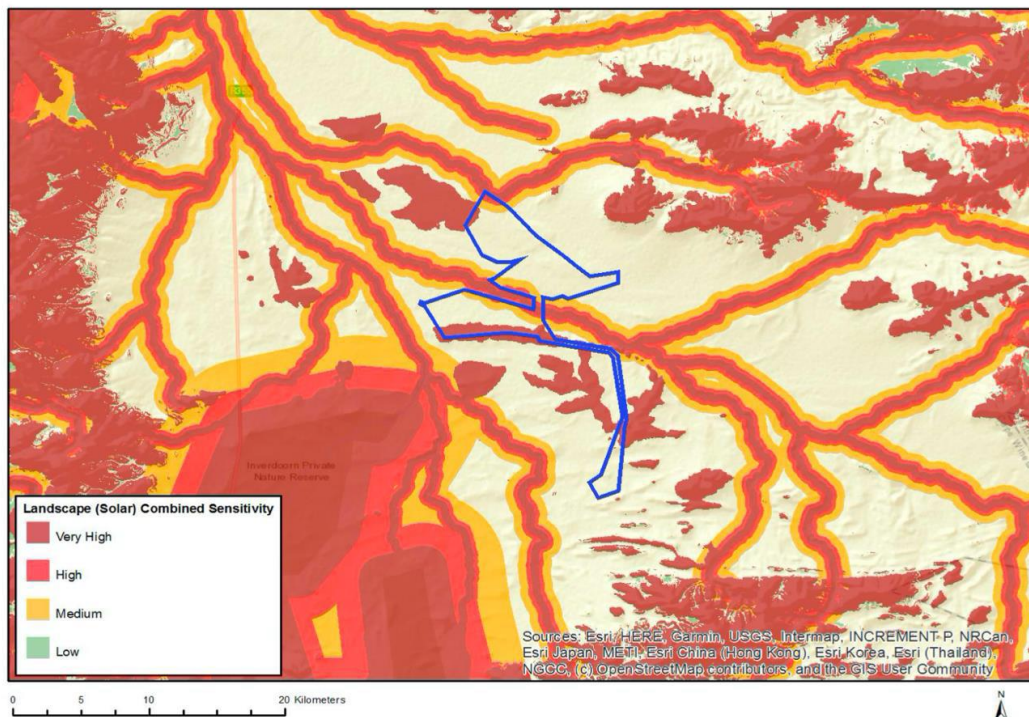 Inverdoorn Private
Nature Reserve
Landscape (Solar) Combined Sensitivity
Very High
High
Medium
Low
Sources: Esri, HERE, Garmin, USGS, Intermap, INCREMENT P, NRCan,
Esri Japan, METI, Esri China (Hong Kong), Esri Korea, Esri (Thailand),
NGCC, (c) OpenStreetMap contributors, and the GIS User Community
0 5 10 20 Kilometers
N